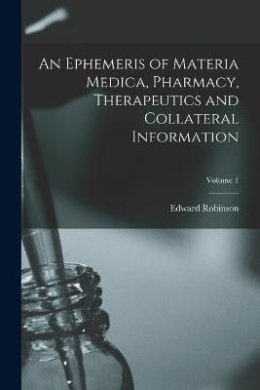 An Ephemeris of Materia
Medica, Pharmacy,
Therapeutics and
Collateral
Information
Volume 1
Edward Robinson